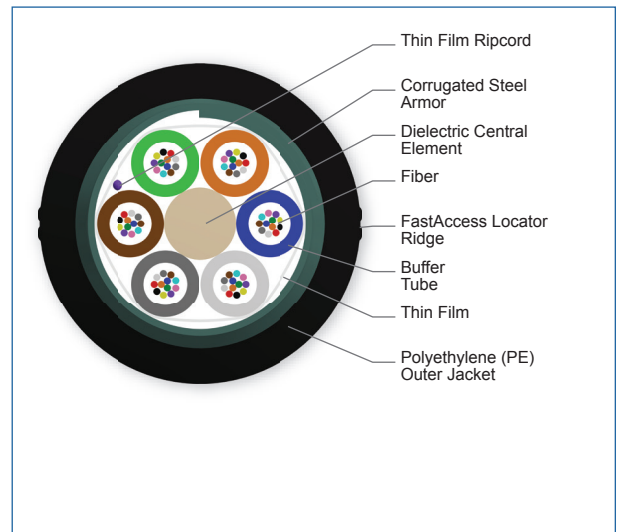 Thin Film Ripcord
Corrugated Steel
Armor
Dielectric Central
Element
Fiber
FastAccess Locator
Ridge
Buffer
Tube
Thin Film
Polyethylene (PE)
Outer Jacket